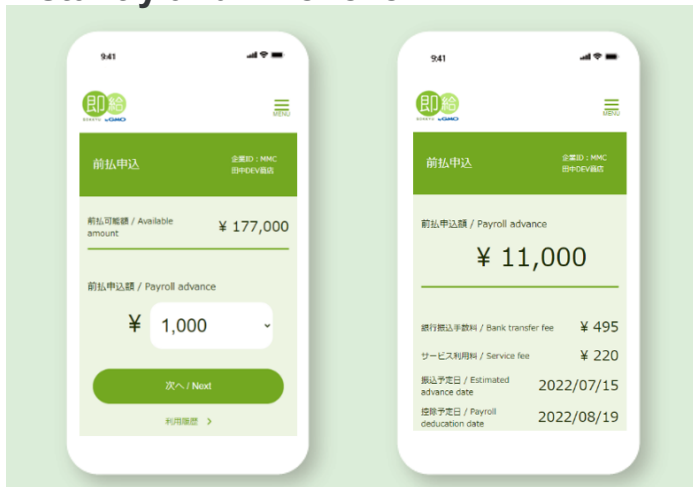 9:41
即給
SOKKYU byGMO
MENU
前払申込
企業ID：MMC
田中DEV商店
前払可能額 / Available
amount
¥ 177,000
前払申込額 / Payroll advance
¥ 1,000
次へ / Next
利用履歴 >
9:41
即給
SOKKYU byGMO
MENU
前払申込
企業ID：MMC
田中DEV商店
前払申込額 / Payroll advance
¥ 11,000
銀行振込手数料 / Bank transfer fee ¥ 495
サービス利用料 / Service fee ¥ 220
振込予定日 / Estimated
advance date
2022/07/15
控除予定日 / Payroll
deducation date
2022/08/19